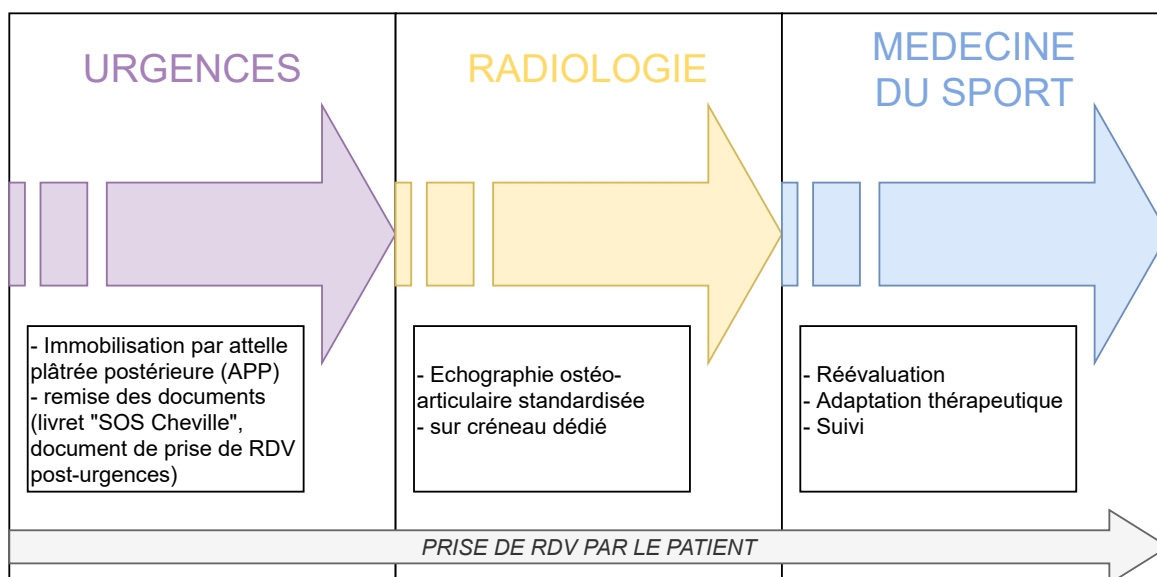 URGENCES
RADIOLOGIE
MEDECINE
DU SPORT
- Immobilisation par attelle
plâtrée postérieure (APP)
- remise des documents
(livret "SOS Cheville",
document de prise de RDV
post-urgences)
- Echographie ostéo-
articulaire standardisée
- sur créneau dédié
- Réévaluation
- Adaptation thérapeutique
- Suivi
PRISE DE RDV PAR LE PATIENT